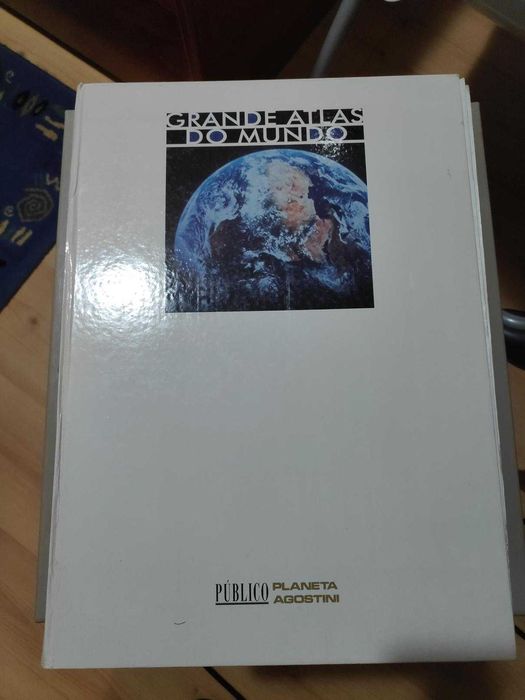 GRANDE ATLAS
DO MUNDO
PÚBLICO
PLANETA
AGOSTINI